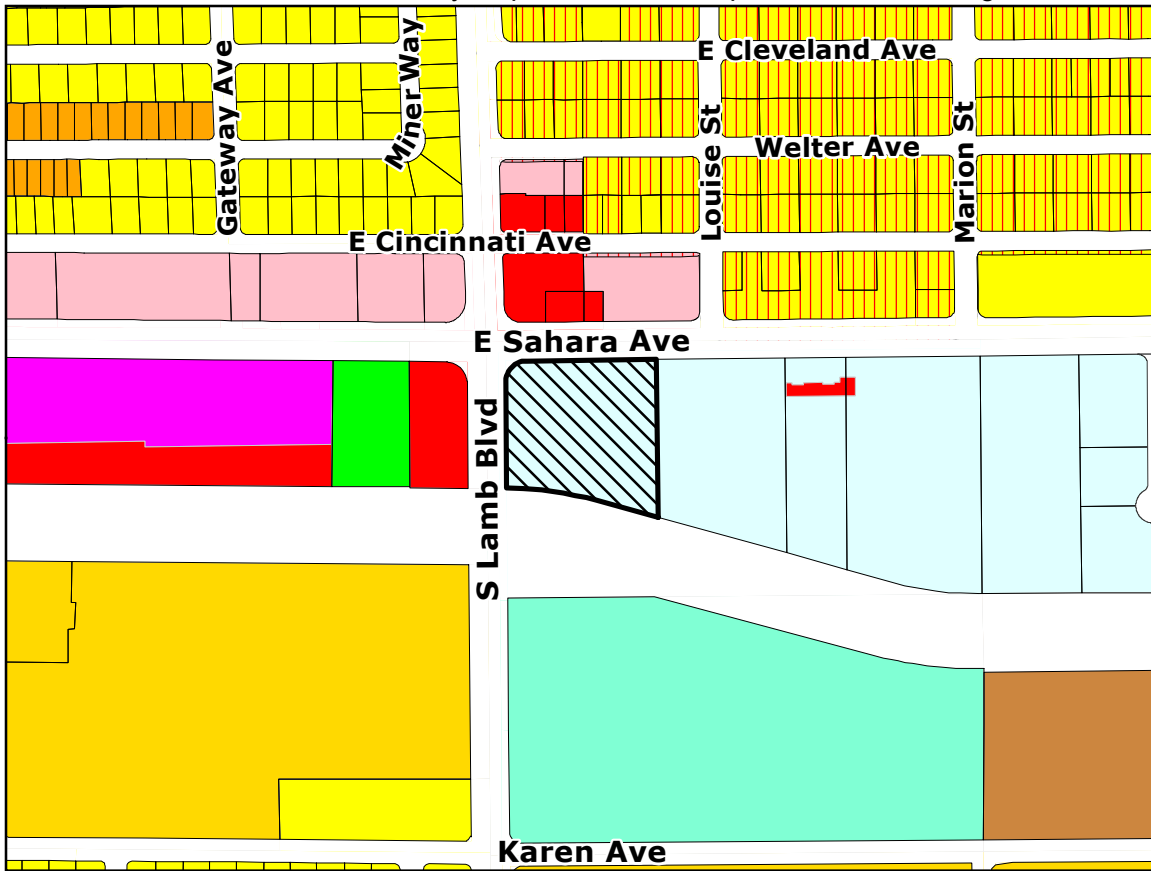 E Cleveland Ave
Miner Way
Gateway Ave
Louise St
Welter Ave
Marion St
E Cincinnati Ave
E Sahara Ave
S Lamb Blvd
Karen Ave